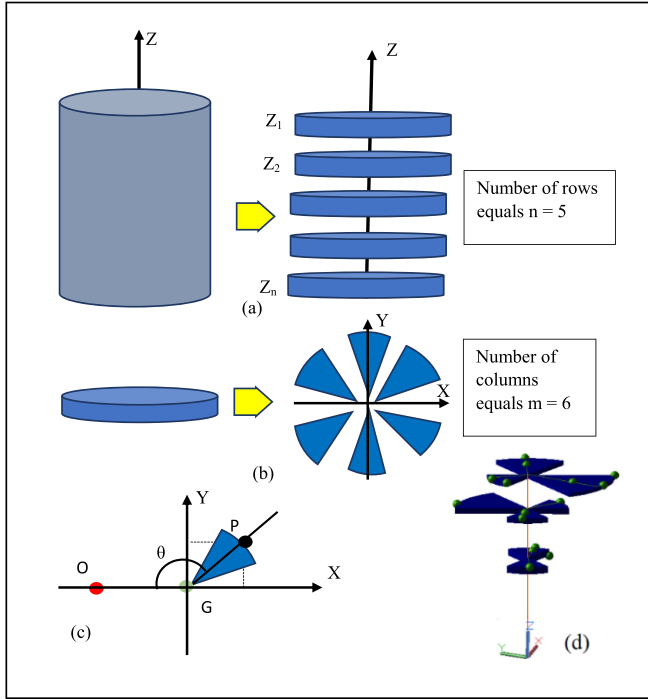 Z
Z
Z1
Z2
Number of rows
equals n = 5
Zn
(a)
Y
Number of
columns
equals m = 6
X
(b)
Y
P
θ
O
X
G
(c)
Z
X
Y
(d)